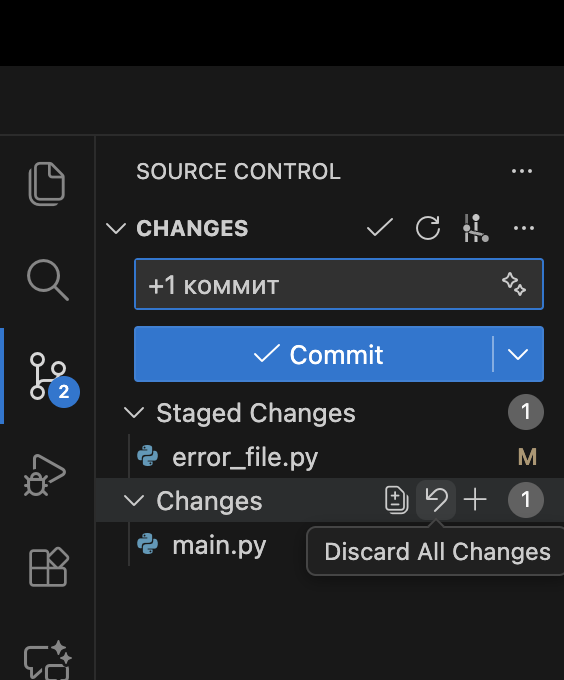 SOURCE CONTROL
CHANGES
+1 коммит
Commit
Staged Changes 1
error_file.py M
2
Changes 1
main.py
Discard All Changes